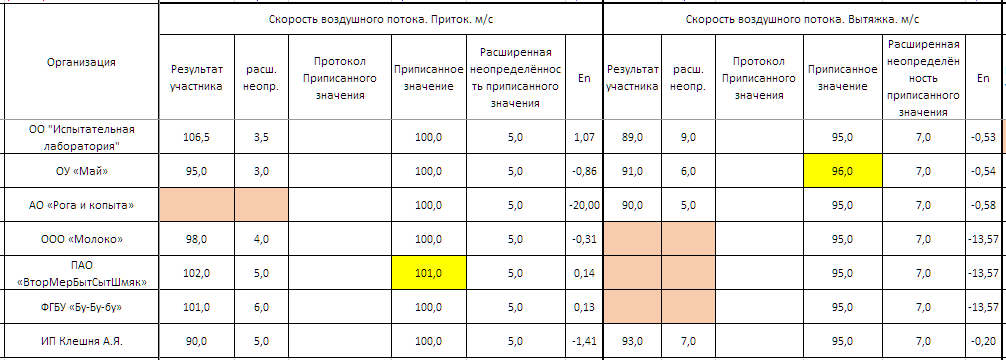 Скорость воздушного потока. Приток. м/с
Скорость воздушного потока. Вытяжка. м/с
Организация
Результат
участника
расш.
неопр.
Протокол
Приписанного
значения
Приписанное
значение
Расширенная
неопределённос
ть приписанного
значения
En
Результат
участника
расш.
неопр.
Протокол
Приписанного
значения
Приписанное
значение
Расширенная
неопределён
ность
приписанного
значения
En
ОО "Испытательная
лаборатория"
106,5 3,5 100,0 5,0 1,07 89,0 9,0 95,0 7,0 -0,53
ОУ «Май» 95,0 3,0 100,0 5,0 -0,86 91,0 6,0 96,0 7,0 -0,54
АО «Рога и копыта» 100,0 5,0 -20,00 90,0 5,0 95,0 7,0 -0,58
ООО «Молоко» 98,0 4,0 100,0 5,0 -0,31 95,0 7,0 -13,57
ПАО
«ВторМерБытСытШмяк»
102,0 5,0 101,0 5,0 0,14 95,0 7,0 -13,57
ФГБУ «Бу-Бу-бу» 101,0 6,0 100,0 5,0 0,13 95,0 7,0 -13,57
ИП Клешня А.Я. 90,0 5,0 100,0 5,0 -1,41 93,0 7,0 95,0 7,0 -0,20